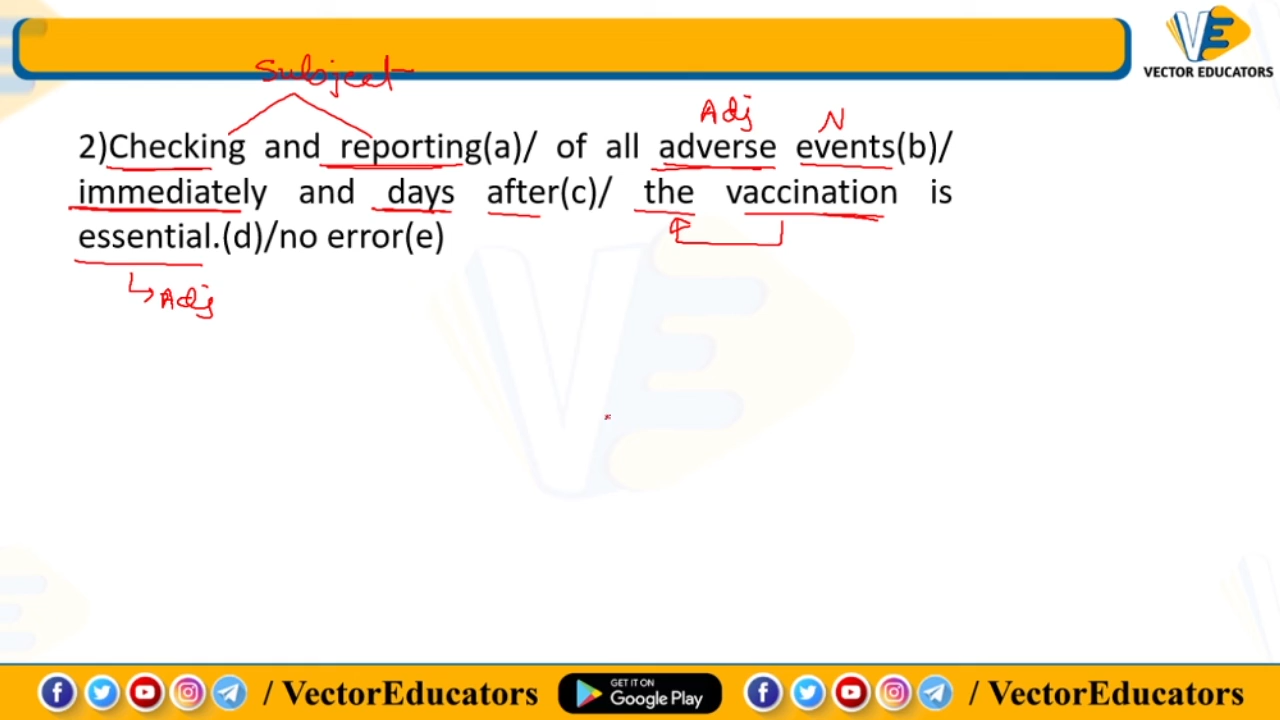 VE
VECTOR EDUCATORS
Subject
Adj N
2)Checking and reporting(a)/ of all adverse events(b)/
immediately and days after(c)/ the vaccination is
essential.(d)/no error(e)
Adj
/ VectorEducators GET IT ON Google Play / VectorEducators